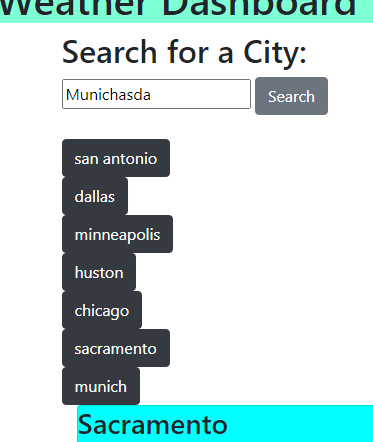 Weather Dashboard
Search for a City:
Munichasda Search
san antonio
dallas
minneapolis
huston
chicago
sacramento
munich
Sacramento